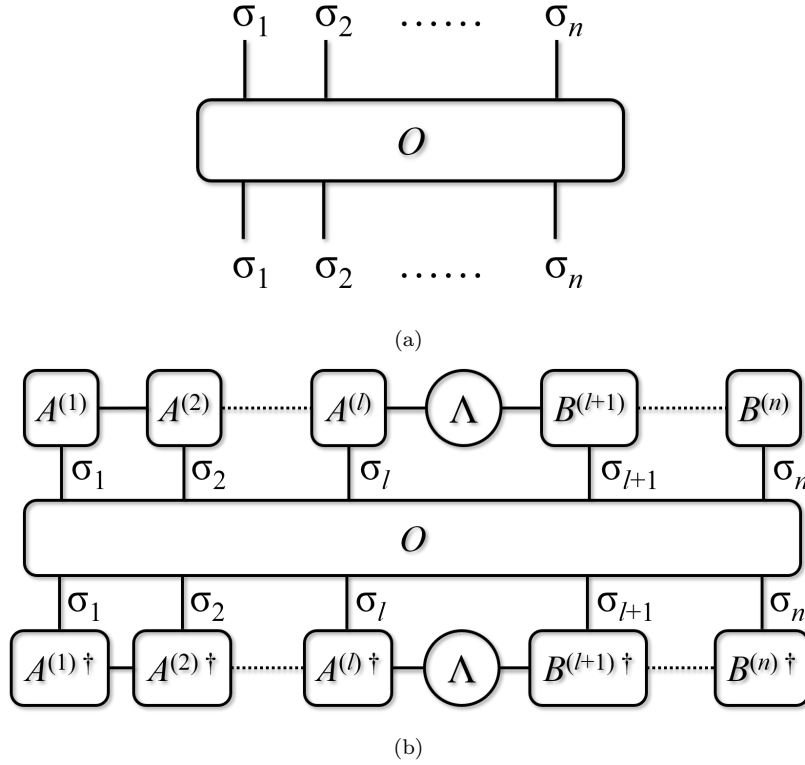 σ₁ σ₂ …… σₙ
O
σ₁ σ₂ …… σₙ
(a)
A⁽¹⁾ A⁽²⁾ A⁽ˡ⁾ Λ B⁽ˡ⁺¹⁾ B⁽ⁿ⁾
σ₁ σ₂ σₗ σₗ₊₁ σₙ
O
σ₁ σ₂ σₗ σₗ₊₁ σₙ
A⁽¹⁾ † A⁽²⁾ † A⁽ˡ⁾ † Λ B⁽ˡ⁺¹⁾ † B⁽ⁿ⁾ †
(b)